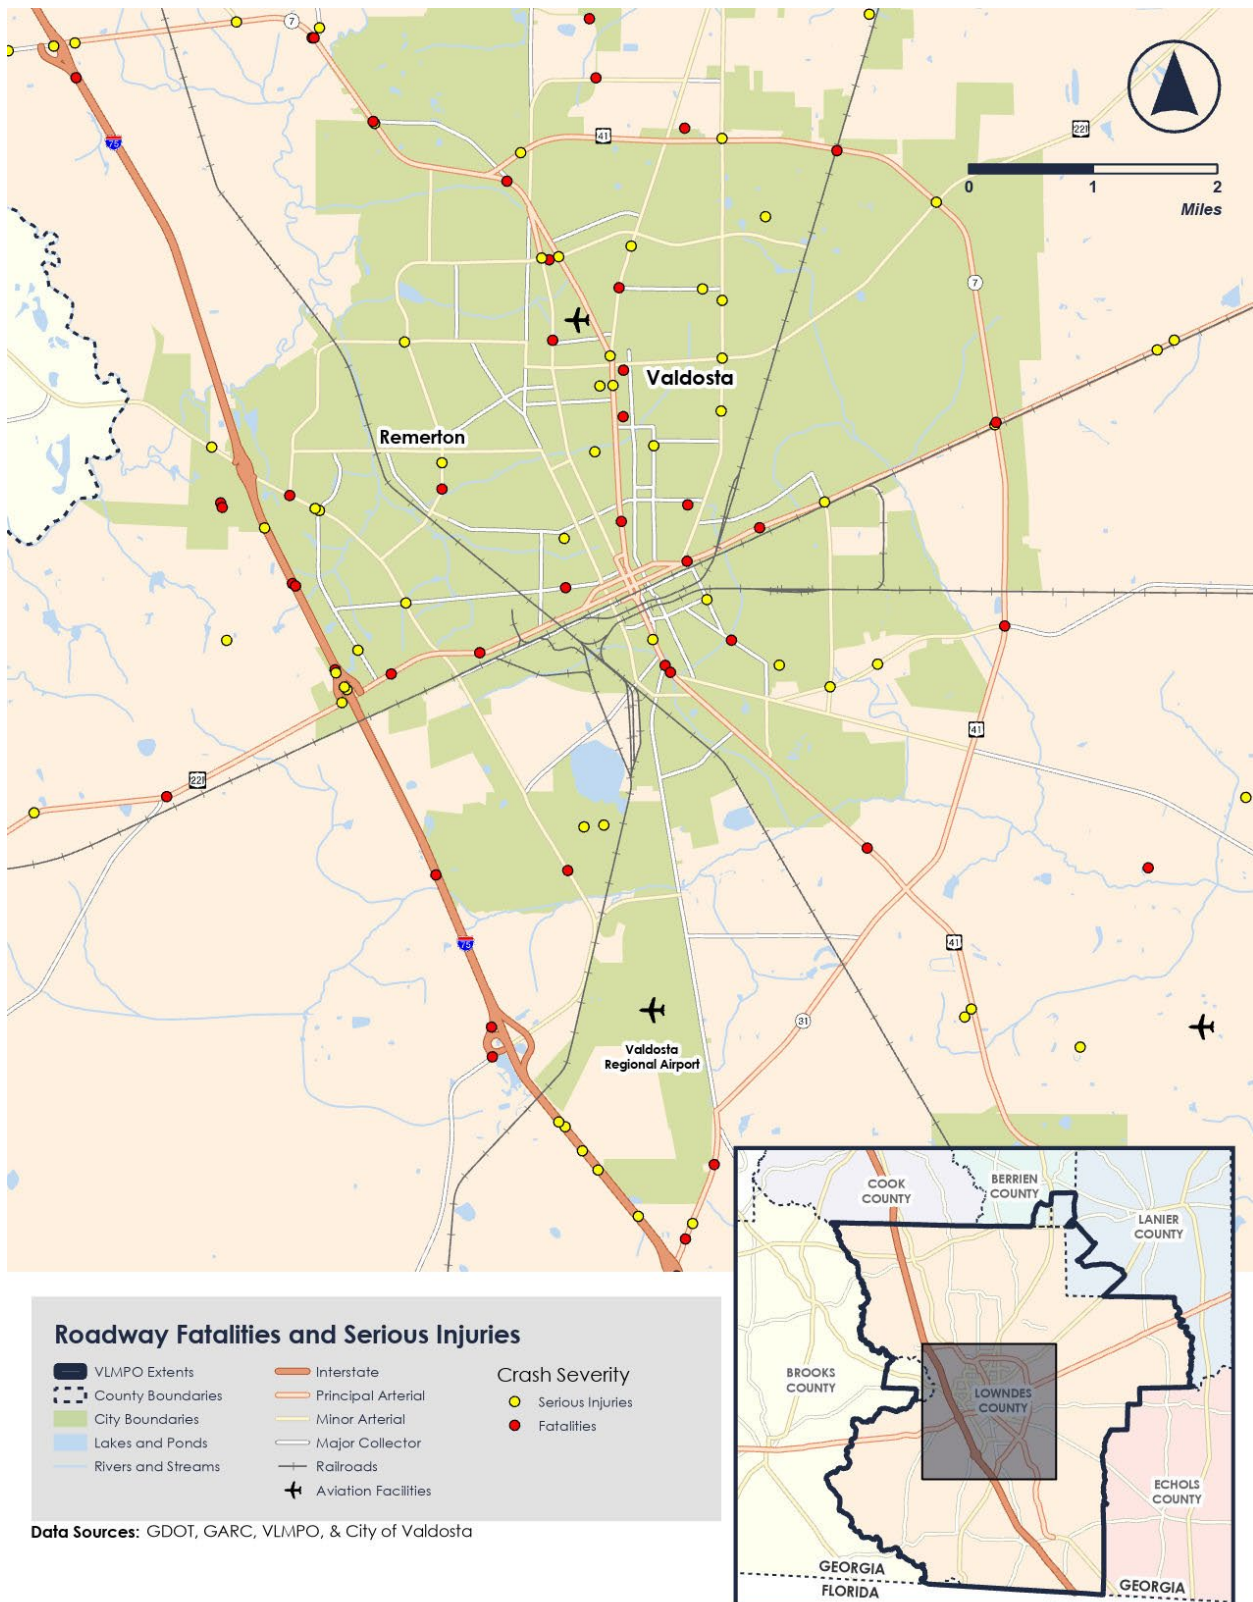 7
75
41
221
0 1 2
Miles
7
Valdosta
Remerton
221
41
75
41
31
Valdosta
Regional Airport
COOK
COUNTY
BERRIEN
COUNTY
LANIER
COUNTY
BROOKS
COUNTY
LOWNDES
COUNTY
ECHOLS
COUNTY
GEORGIA
FLORIDA
GEORGIA
Roadway Fatalities and Serious Injuries
VLMPO Extents
County Boundaries
City Boundaries
Lakes and Ponds
Rivers and Streams
Interstate
Principal Arterial
Minor Arterial
Major Collector
Railroads
Aviation Facilities
Crash Severity
Serious Injuries
Fatalities
Data Sources: GDOT, GARC, VLMPO, & City of Valdosta